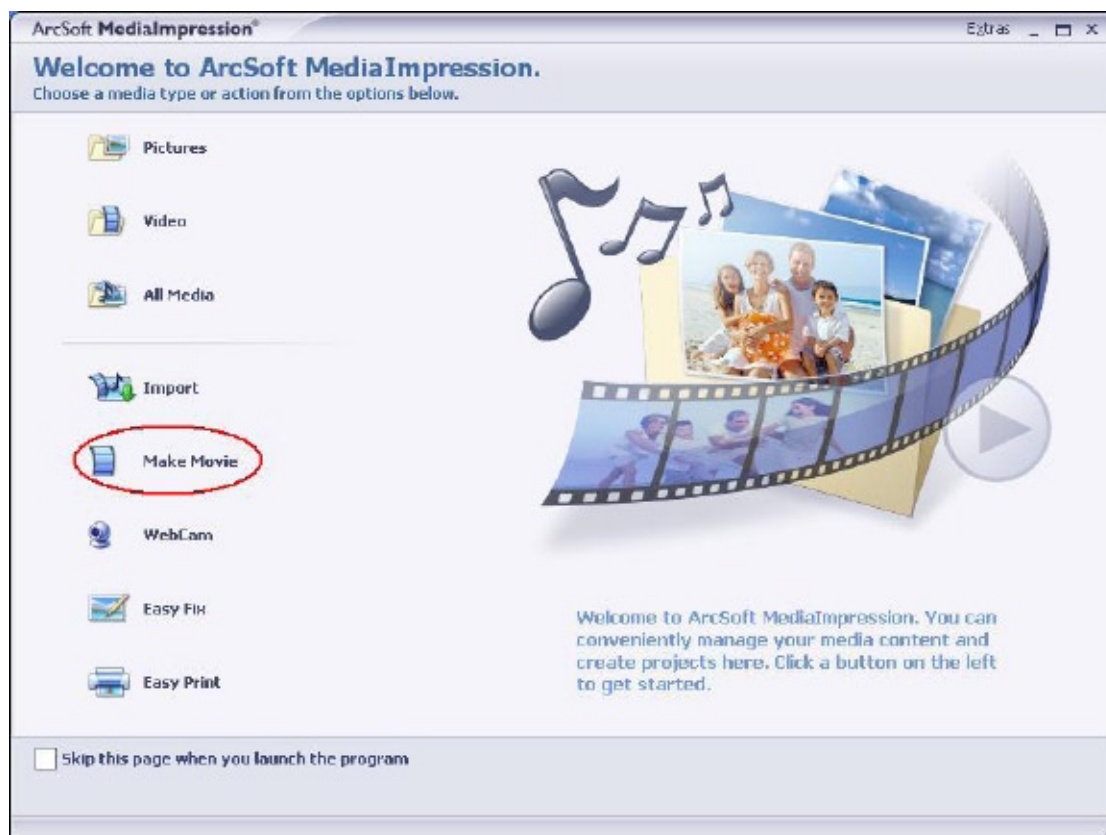 ArcSoft MediaImpression®
Extras
Welcome to ArcSoft MediaImpression.
Choose a media type or action from the options below.
Pictures
Video
All Media
Import
Make Movie
WebCam
Easy Fix
Easy Print
Welcome to ArcSoft MediaImpression. You can
conveniently manage your media content and
create projects here. Click a button on the left
to get started.
Skip this page when you launch the program